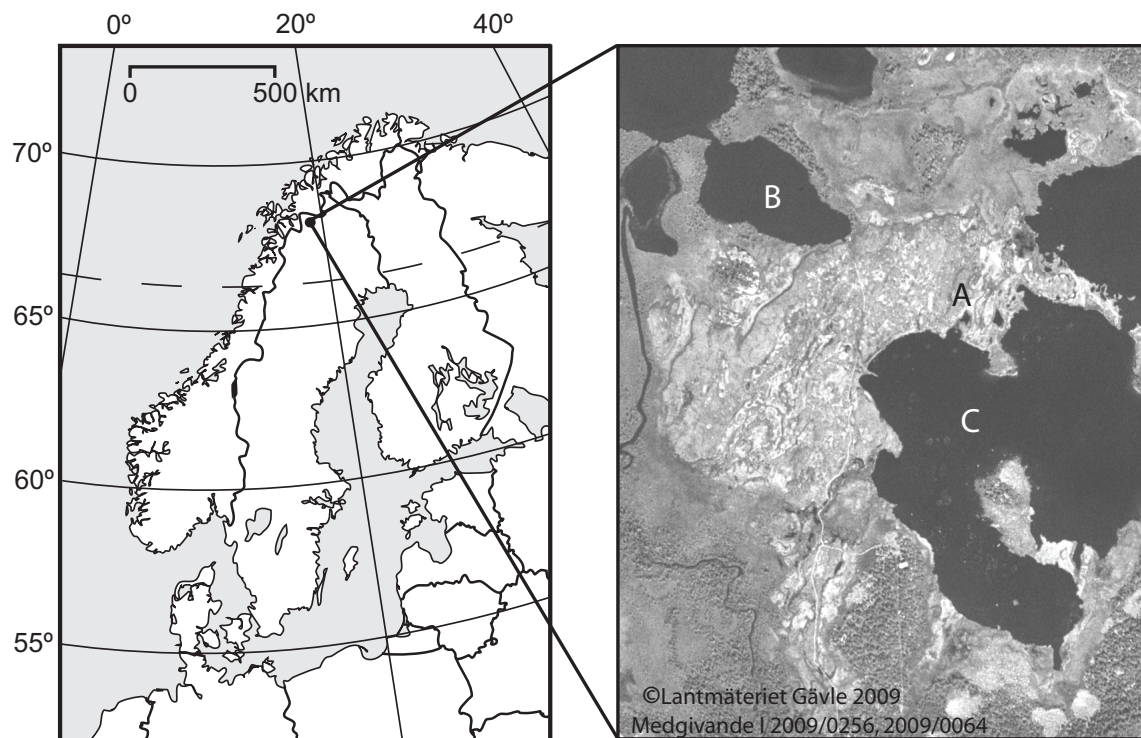 0º 20º 40º
0 500 km
70º
65º
60º
55º
B
A
C
©Lantmäteriet Gävle 2009
Medgivande I 2009/0256, 2009/0064